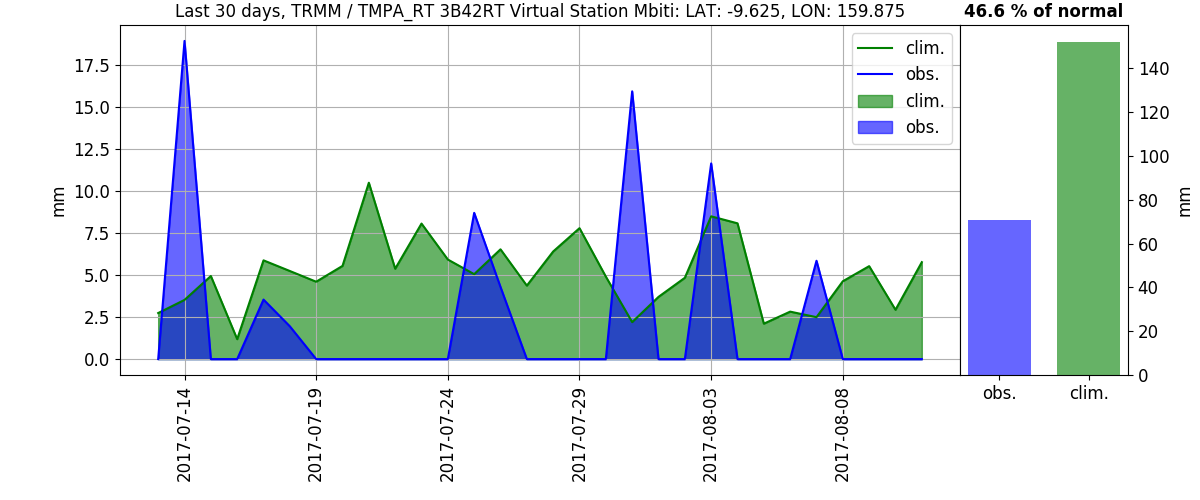 Last 30 days, TRMM / TMPA_RT 3B42RT Virtual Station Mbiti: LAT: -9.625, LON: 159.875
46.6 % of normal
clim.
obs.
clim.
obs.
17.5
15.0
12.5
10.0
7.5
5.0
2.5
0.0
mm
2017-07-14
2017-07-19
2017-07-24
2017-07-29
2017-08-03
2017-08-08
140
120
100
80
60
40
20
0
mm
obs.
clim.